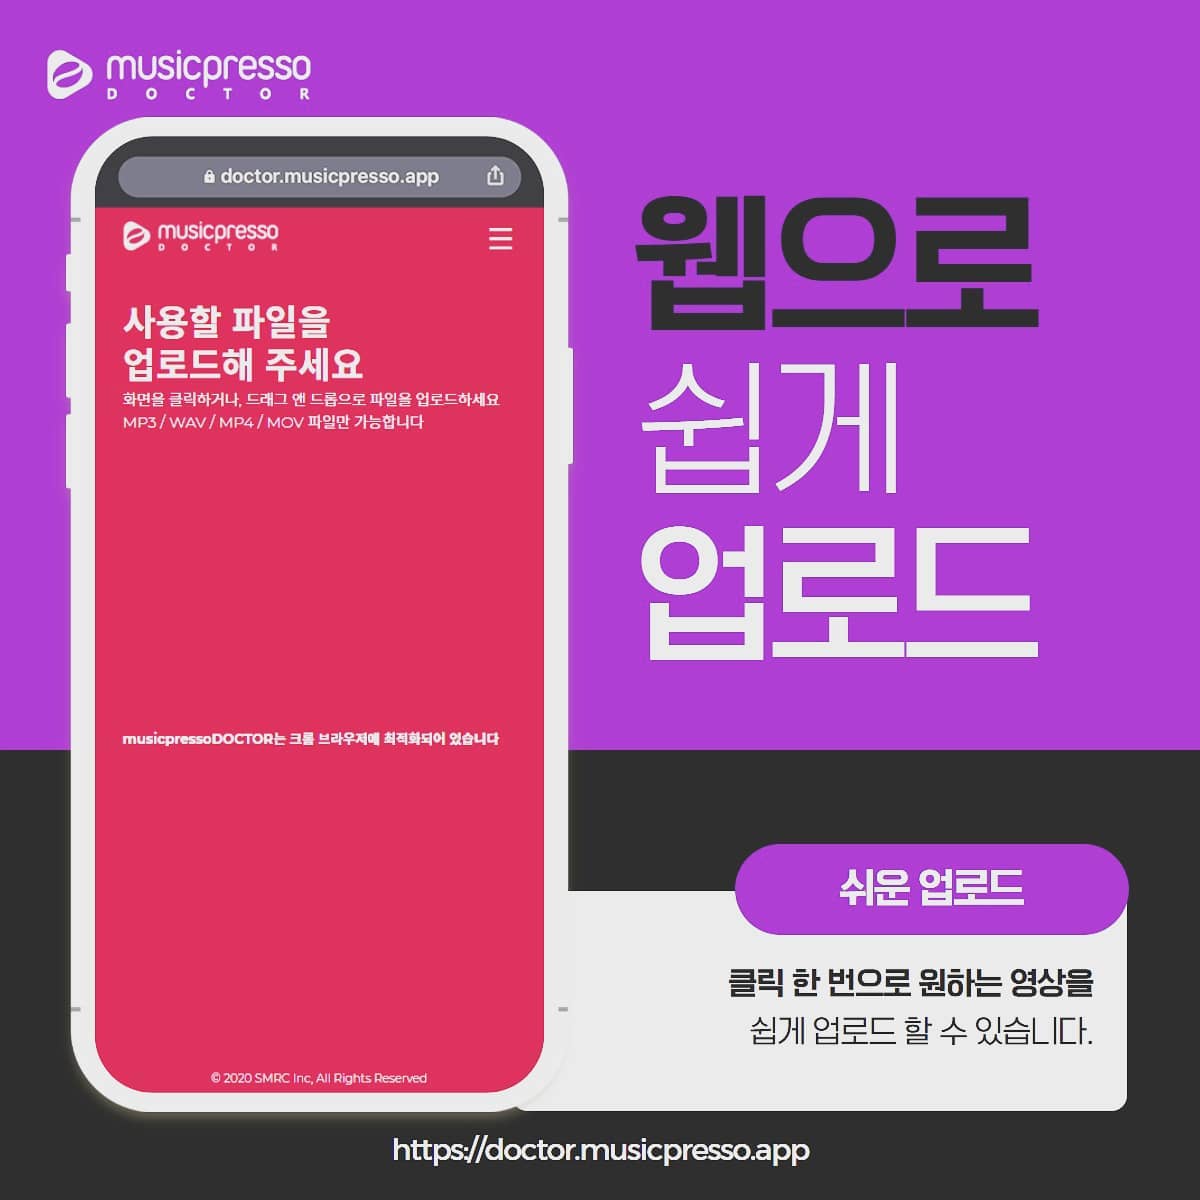 musicpresso
DOCTOR
doctor.musicpresso.app
musicpresso
DOCTOR
사용할 파일을
업로드해 주세요
화면을 클릭하거나, 드래그 앤 드롭으로 파일을 업로드하세요
MP3 / WAV / MP4 / MOV 파일만 가능합니다
musicpressoDOCTOR는 크롬 브라우저에 최적화되어 있습니다
© 2020 SMRC Inc, All Rights Reserved
웹으로
쉽게
업로드
쉬운 업로드
클릭 한 번으로 원하는 영상을
쉽게 업로드 할 수 있습니다.
https://doctor.musicpresso.app